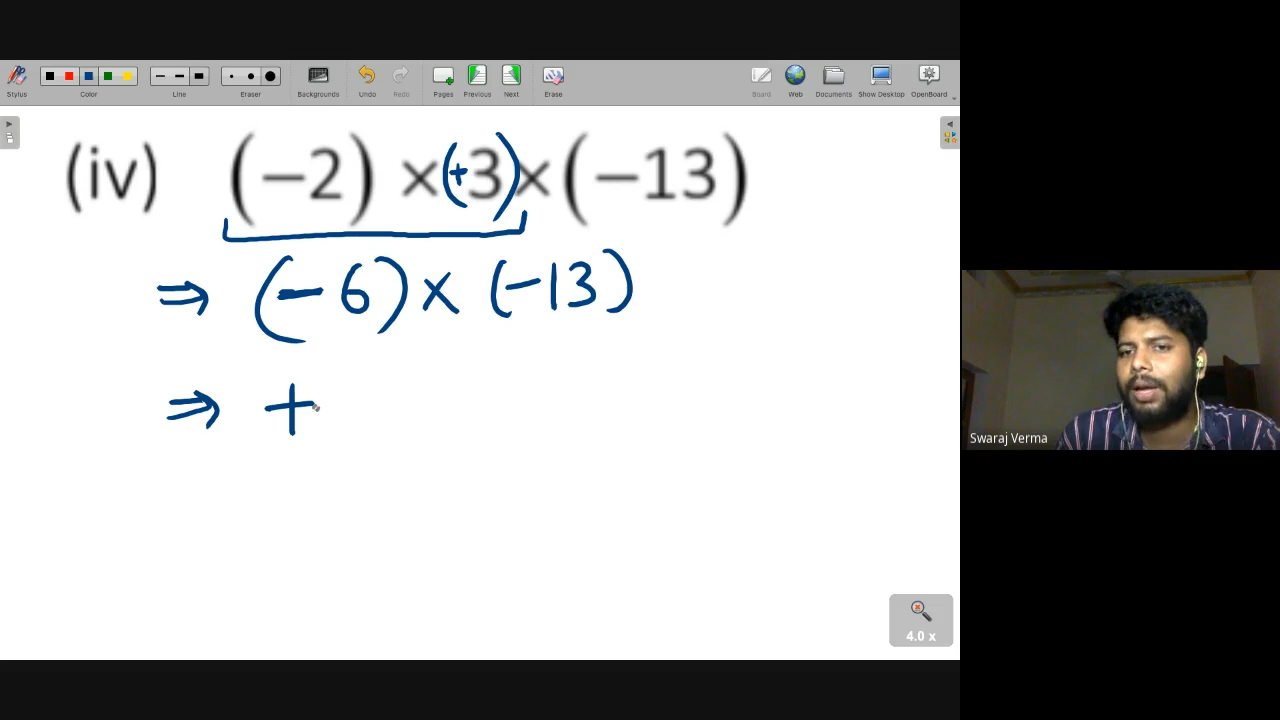 Stylus Color Line Eraser Backgrounds Undo Redo Pages Previous Next Erase Board Web Documents Show Desktop OpenBoard
(iv) (−2) ×(+3)×(−13)
⇒ (−6) × (−13)
⇒ +
Swaraj Verma
4.0 x